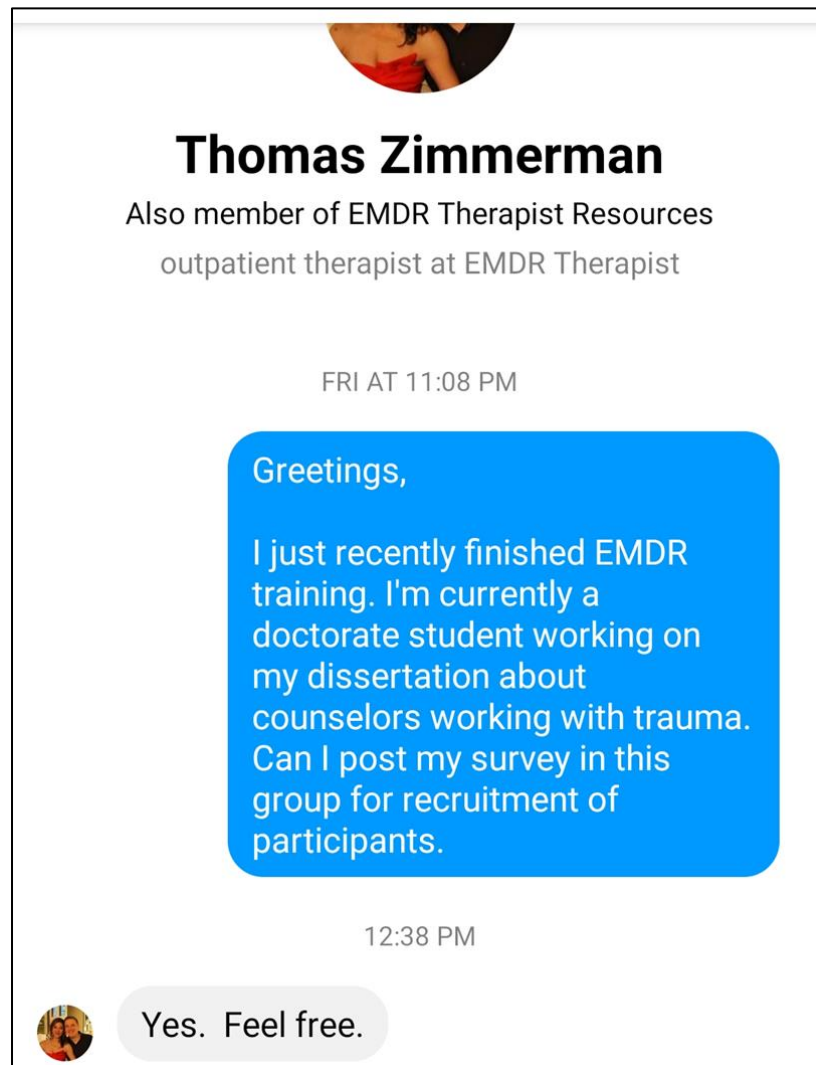 Thomas Zimmerman
Also member of EMDR Therapist Resources
outpatient therapist at EMDR Therapist
FRI AT 11:08 PM
Greetings,
I just recently finished EMDR
training. I'm currently a
doctorate student working on
my dissertation about
counselors working with trauma.
Can I post my survey in this
group for recruitment of
participants.
12:38 PM
Yes.  Feel free.